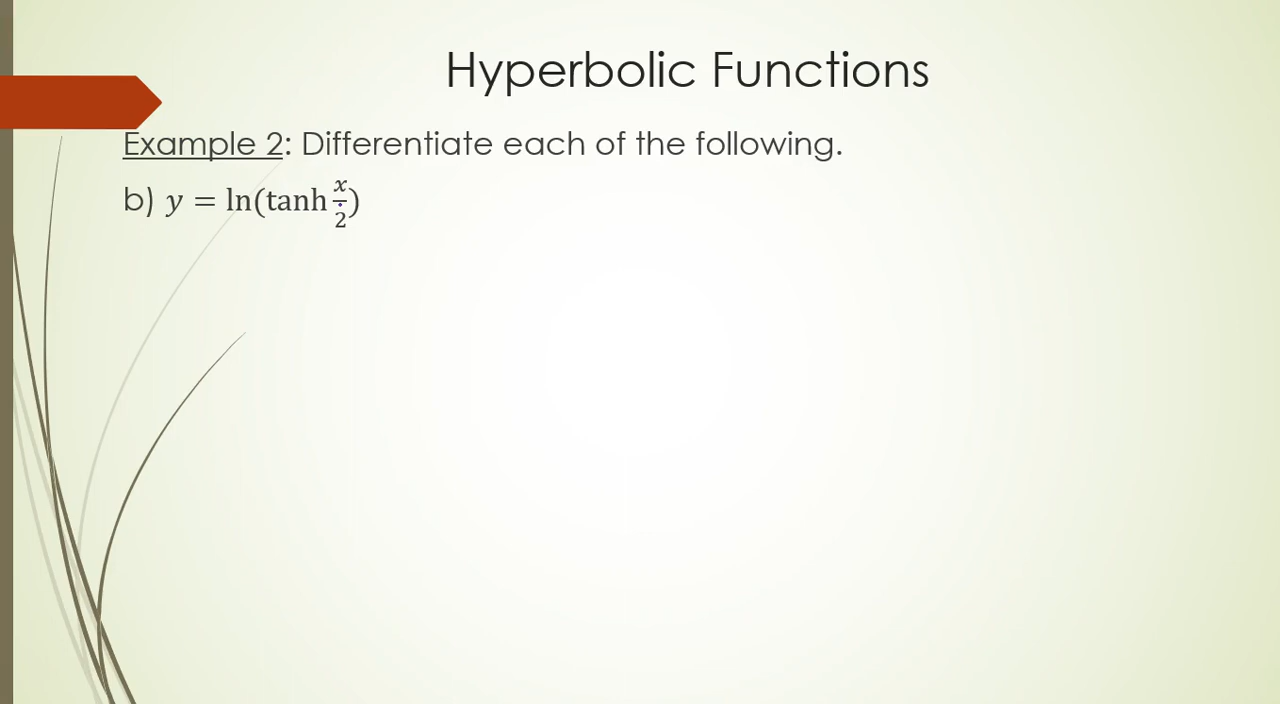 Hyperbolic Functions
Example 2: Differentiate each of the following.
b) y = ln(tanh x/2)